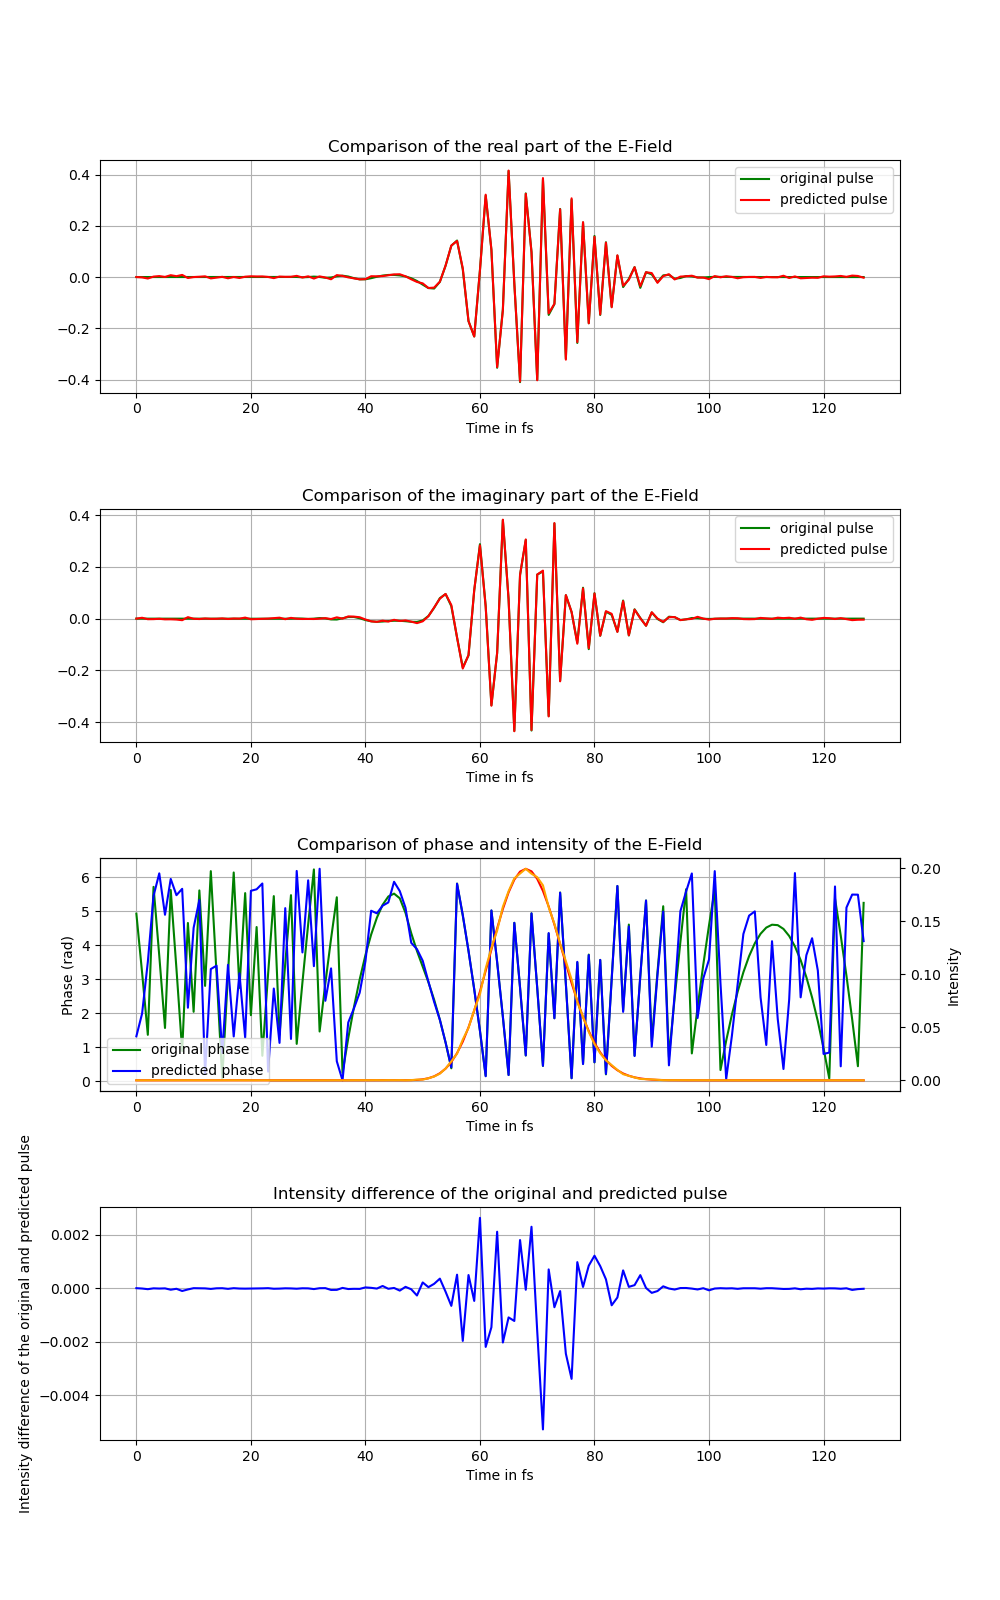 Comparison of the real part of the E-Field
original pulse
predicted pulse
0.4
0.2
0.0
−0.2
−0.4
0 20 40 60 80 100 120
Time in fs
Comparison of the imaginary part of the E-Field
original pulse
predicted pulse
0.4
0.2
0.0
−0.2
−0.4
0 20 40 60 80 100 120
Time in fs
Comparison of phase and intensity of the E-Field
Phase (rad)
6
5
4
3
2
1
0
original phase
predicted phase
0.20
0.15
0.10
0.05
0.00
Intensity
0 20 40 60 80 100 120
Time in fs
Intensity difference of the original and predicted pulse
Intensity difference of the original and predicted pulse
0.002
0.000
−0.002
−0.004
0 20 40 60 80 100 120
Time in fs